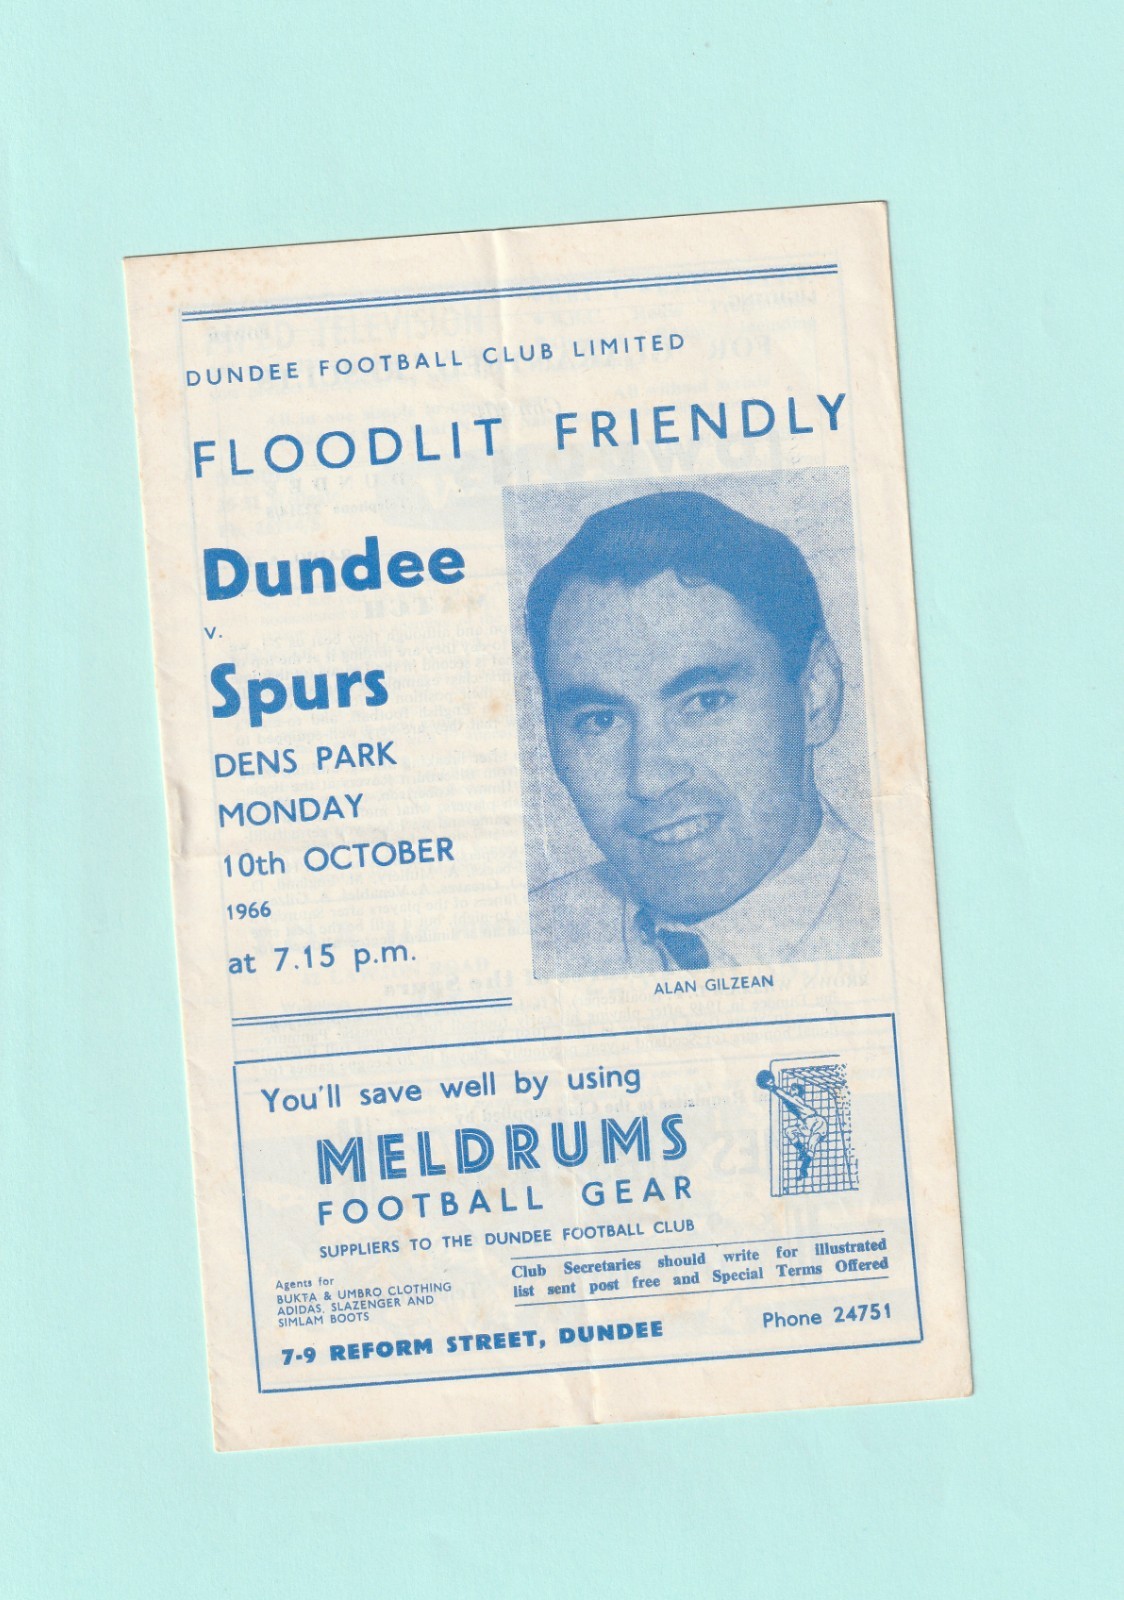 DUNDEE FOOTBALL CLUB LIMITED
FLOODLIT FRIENDLY
Dundee
v.
Spurs
DENS PARK
MONDAY
10th OCTOBER
1966
at 7.15 p.m.
ALAN GILZEAN
You'll save well by using
MELDRUMS
FOOTBALL GEAR
SUPPLIERS TO THE DUNDEE FOOTBALL CLUB
Agents for
BUKTA & UMBRO CLOTHING
ADIDAS, SLAZENGER AND
SIMLAM BOOTS
Club Secretaries should write for illustrated
list sent post free and Special Terms Offered
7-9 REFORM STREET, DUNDEE
Phone 24751